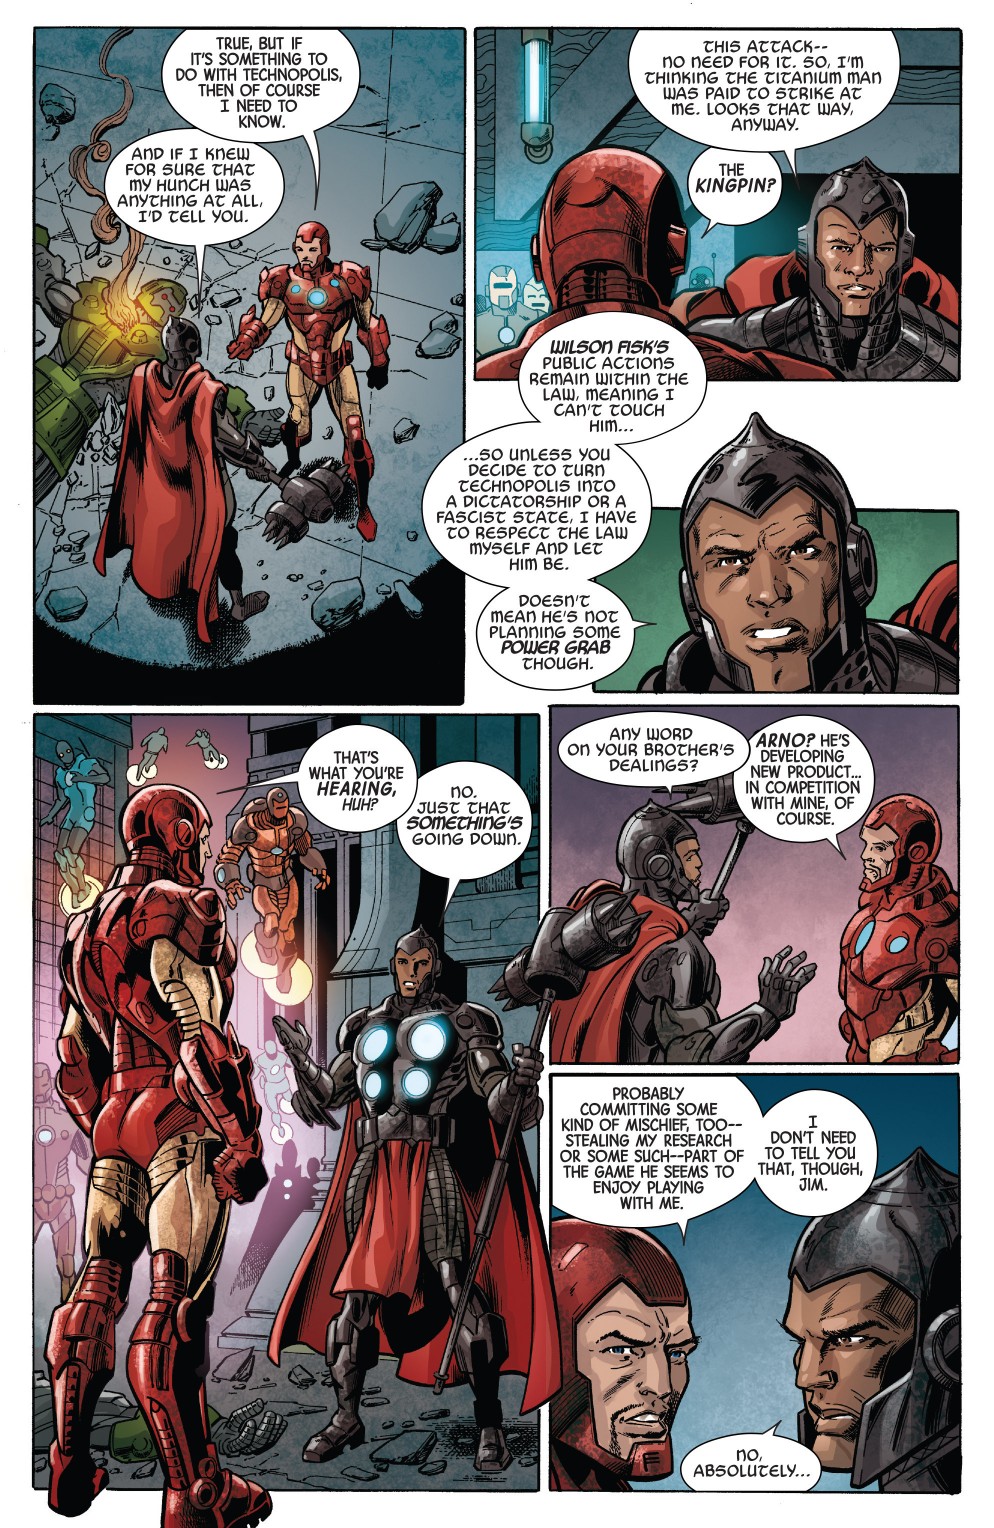 TRUE, BUT IF
IT'S SOMETHING TO
DO WITH TECHNOPOLIS,
THEN OF COURSE
I NEED TO
KNOW.
AND IF I KNEW
FOR SURE THAT
MY HUNCH WAS
ANYTHING AT ALL,
I'D TELL YOU.
THIS ATTACK--
NO NEED FOR IT. SO, I'M
THINKING THE TITANIUM MAN
WAS PAID TO STRIKE AT
ME. LOOKS THAT WAY,
ANYWAY.
THE
KINGPIN?
WILSON FISK'S
PUBLIC ACTIONS
REMAIN WITHIN THE
LAW, MEANING I
CAN'T TOUCH
HIM...
...SO UNLESS YOU
DECIDE TO TURN
TECHNOPOLIS INTO
A DICTATORSHIP OR A
FASCIST STATE, I HAVE
TO RESPECT THE LAW
MYSELF AND LET
HIM BE.
DOESN'T
MEAN HE'S NOT
PLANNING SOME
POWER GRAB
THOUGH.
THAT'S
WHAT YOU'RE
HEARING,
HUH?
NO.
JUST THAT
SOMETHING'S
GOING DOWN.
ANY WORD
ON YOUR BROTHER'S
DEALINGS?
ARNO? HE'S
DEVELOPING
NEW PRODUCT...
IN COMPETITION
WITH MINE, OF
COURSE.
PROBABLY
COMMITTING SOME
KIND OF MISCHIEF, TOO--
STEALING MY RESEARCH
OR SOME SUCH--PART OF
THE GAME HE SEEMS TO
ENJOY PLAYING
WITH ME.
I
DON'T NEED
TO TELL YOU
THAT, THOUGH,
JIM.
NO,
ABSOLUTELY...